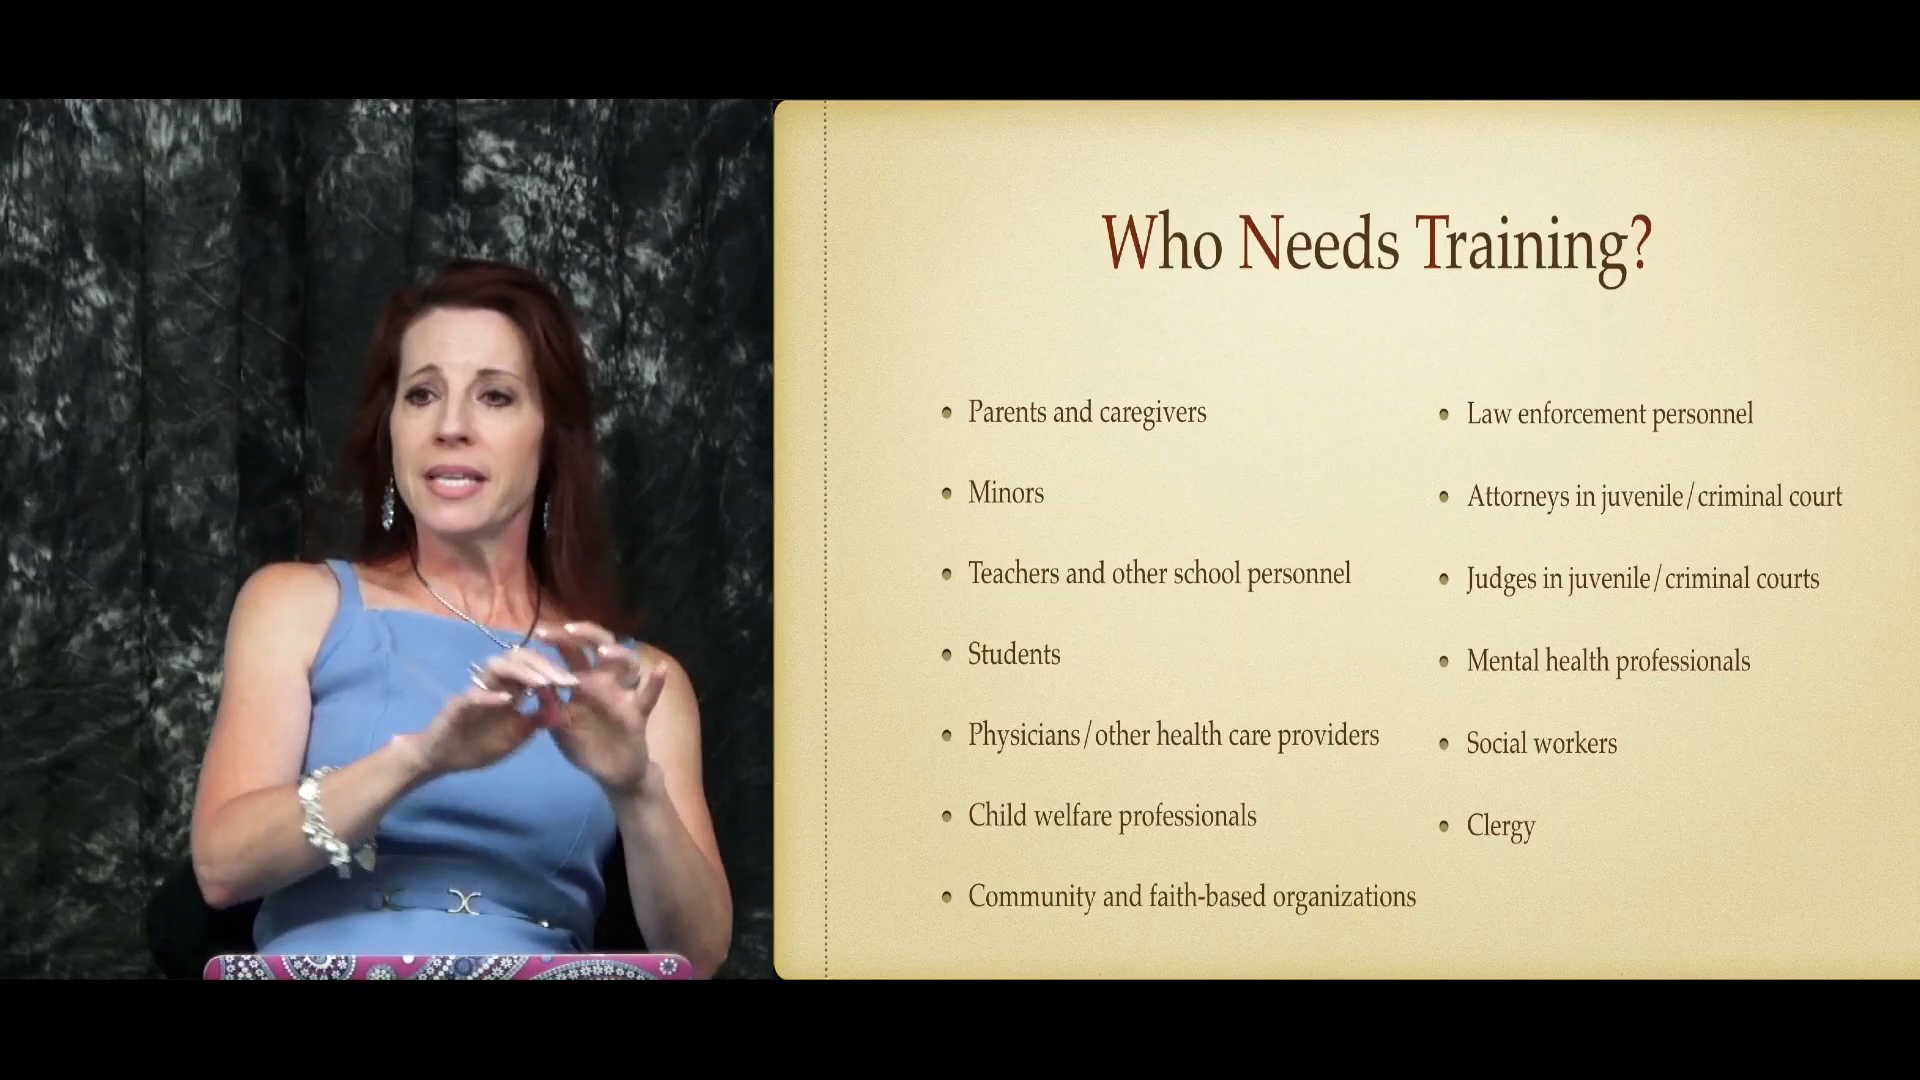 Who Needs Training?
Parents and caregivers
Minors
Teachers and other school personnel
Students
Physicians/other health care providers
Child welfare professionals
Community and faith-based organizations
Law enforcement personnel
Attorneys in juvenile/criminal court
Judges in juvenile/criminal courts
Mental health professionals
Social workers
Clergy